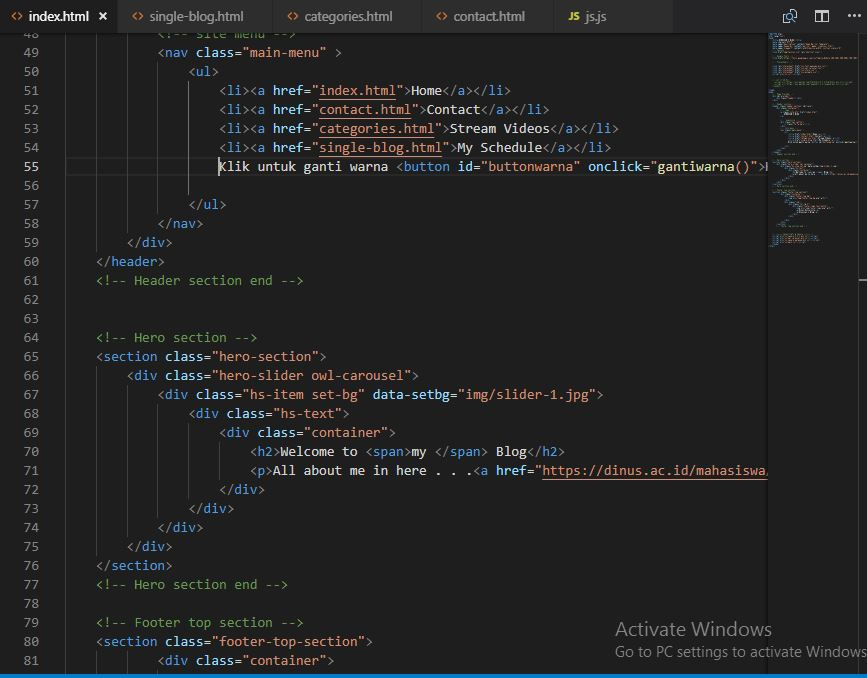 index.html × single-blog.html categories.html contact.html JS js.js
48 <!-- site menu -->
49 <nav class="main-menu" >
50 <ul>
51 <li><a href="index.html">Home</a></li>
52 <li><a href="contact.html">Contact</a></li>
53 <li><a href="categories.html">Stream Videos</a></li>
54 <li><a href="single-blog.html">My Schedule</a></li>
55 Klik untuk ganti warna <button id="buttonwarna" onclick="gantiwarna()">
56
57 </ul>
58 </nav>
59 </div>
60 </header>
61 <!-- Header section end -->
62
63
64 <!-- Hero section -->
65 <section class="hero-section">
66 <div class="hero-slider owl-carousel">
67 <div class="hs-item set-bg" data-setbg="img/slider-1.jpg">
68 <div class="hs-text">
69 <div class="container">
70 <h2>Welcome to <span>my </span> Blog</h2>
71 <p>All about me in here . . .<a href="https://dinus.ac.id/mahasiswa
72 </div>
73 </div>
74 </div>
75 </div>
76 </section>
77 <!-- Hero section end -->
78
79 <!-- Footer top section -->
80 <section class="footer-top-section">
81 <div class="container">
Activate Windows
Go to PC settings to activate Windows